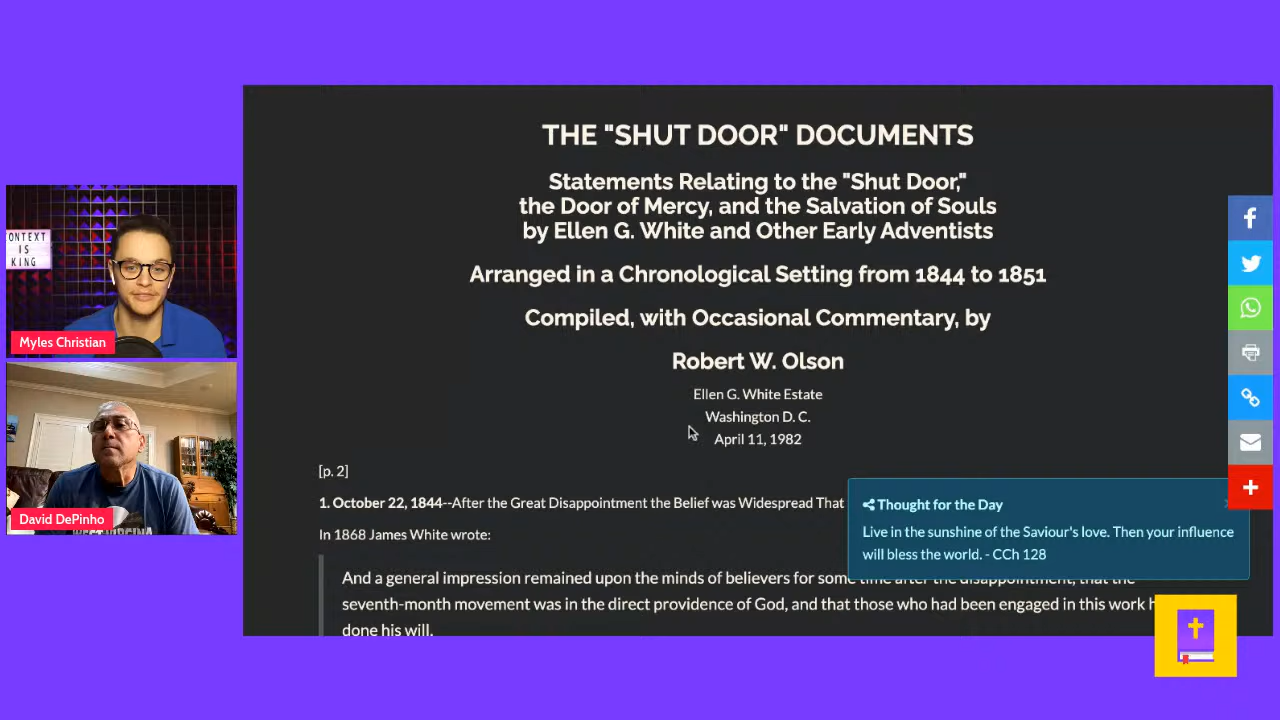 THE "SHUT DOOR" DOCUMENTS
Statements Relating to the "Shut Door,"
the Door of Mercy, and the Salvation of Souls
by Ellen G. White and Other Early Adventists
Arranged in a Chronological Setting from 1844 to 1851
Compiled, with Occasional Commentary, by
Robert W. Olson
Ellen G. White Estate
Washington D. C.
April 11, 1982
[p. 2]
1. October 22, 1844--After the Great Disappointment the Belief was Widespread That
In 1868 James White wrote:
And a general impression remained upon the minds of believers for some time after the disappointment, that the
seventh-month movement was in the direct providence of God, and that those who had been engaged in this work h
done his will.
Thought for the Day
Live in the sunshine of the Saviour's love. Then your influence
will bless the world. - CCh 128
ONTEXT
IS
KING
Myles Christian
David DePinho